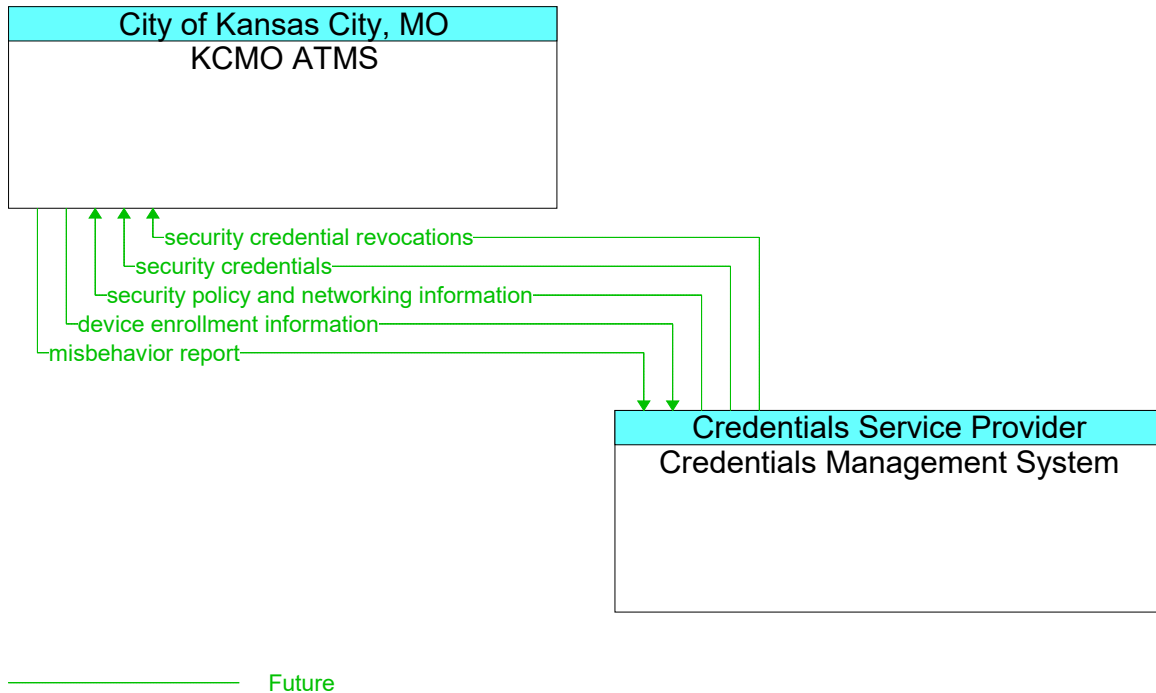 City of Kansas City, MO
KCMO ATMS
security credential revocations
security credentials
security policy and networking information
device enrollment information
misbehavior report
Credentials Service Provider
Credentials Management System
Future